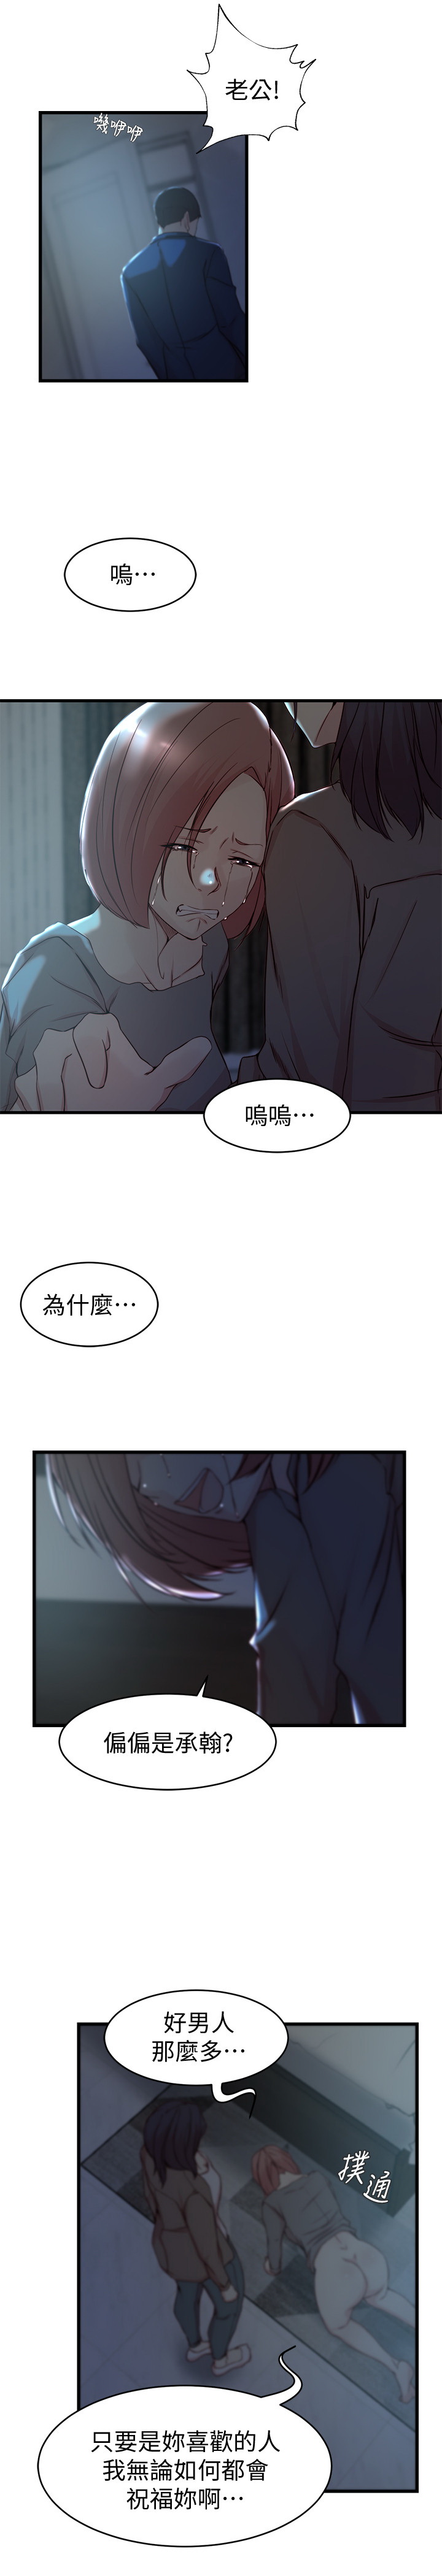 老公!
嘰咿咿
嗚…
嗚嗚…
為什麼…
偏偏是承翰?
好男人
那麼多…
撲通
只要是妳喜歡的人
我無論如何都會
祝福妳啊…